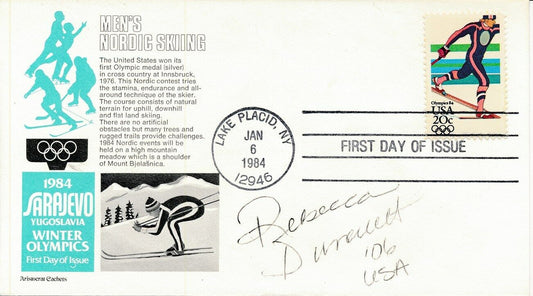 MEN'S
NORDIC SKIING
The United States won its
first Olympic medal (silver)
in cross country at Innsbruck,
1976. This Nordic contest tries
the stamina, endurance and all-
around technique of the skier.
The course consists of natural
terrain for uphill, downhill
and flat land skiing.
There are no artificial
obstacles but many trees and
rugged trails provide challenges.
1984 Nordic events will be
held on a high mountain
meadow which is a shoulder
of Mount Bjelašnica.
1984
SARAJEVO
YUGOSLAVIA
WINTER
OLYMPICS
First Day of Issue
Aristocrat Cachets
Olympics 84
USA
20c
LAKE PLACID, NY
JAN
6
1984
12946
FIRST DAY OF ISSUE
Rebecca
'06
USA